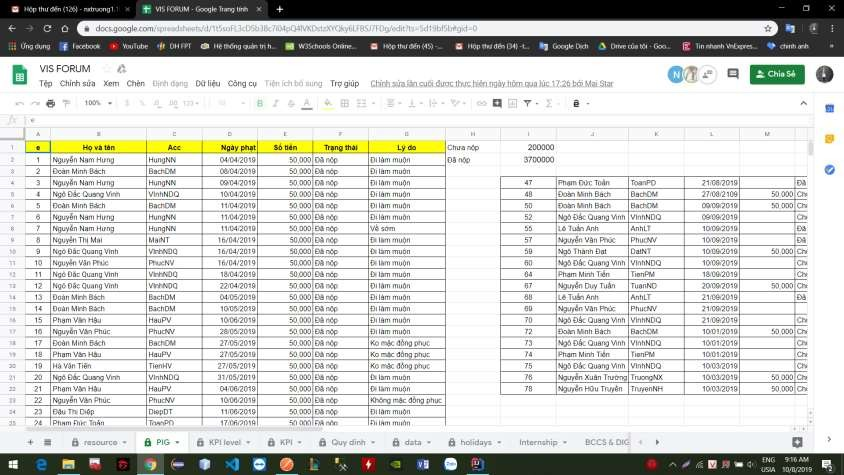 Hộp thư đến (126) - natruong1.1
VIS FORUM - Google Trang tính
docs.google.com/spreadsheets/d/
Ứng dụng Facebook YouTube DH FPT Hệ thống quản trị h... W3Schools Online... Hộp thư đến (45) -... Hộp thư đến (34) -t... Google Dịch Drive của tôi - Goo... Tin nhanh VnExpres... chinh anh
VIS FORUM
Tệp Chỉnh sửa Xem Chèn Định dạng Dữ liệu Công cụ Tiện ích bổ sung Trợ giúp Chỉnh sửa lần cuối được thực hiện ngày hôm qua lúc 17:26 bởi Mai Star
Chia Sẻ
100% $ % .0 .00 123
fx e
A B C D E F G H I J K L M
1 e Họ và tên Acc Ngày phạt Số tiền Trạng thái Lý do Chưa nộp 200000
2 1 Nguyễn Nam Hưng HungNN 04/04/2019 50,000 Đã nộp Đi làm muộn Đã nộp 3700000
3 2 Đoàn Minh Bách BachDM 08/04/2019 50,000 Đã nộp Đi làm muộn
4 3 Nguyễn Nam Hưng HungNN 09/04/2019 50,000 Đã nộp Đi làm muộn 47 Phạm Đức Toản ToanPD 21/08/2019 Đã
5 4 Ngô Đắc Quang Vinh VinhNDQ 10/04/2019 50,000 Đã nộp Đi làm muộn 48 Đoàn Minh Bách BachDM 27/08/2109 50,000 Ch
6 5 Đoàn Minh Bách BachDM 11/04/2019 50,000 Đã nộp Đi làm muộn 50 Đoàn Minh Bách BachDM 09/09/2019 50,000 Ch
7 6 Nguyễn Nam Hưng HungNN 11/04/2019 50,000 Đã nộp Đi làm muộn 52 Ngô Đắc Quang Vinh VinhNDQ 09/09/2019 Ch
8 7 Nguyễn Nam Hưng HungNN 11/04/2019 50,000 Đã nộp Về sớm 55 Lê Tuấn Anh AnhLT 10/09/2019 Đã
9 8 Nguyễn Thị Mai MaiNT 16/04/2019 50,000 Đã nộp Đi làm muộn 57 Nguyễn Văn Phúc PhucNV 10/09/2019 Ch
10 9 Ngô Đắc Quang Vinh VinhNDQ 16/04/2019 50,000 Đã nộp Đi làm muộn 59 Ngô Thành Đạt DatNT 10/09/2019 50,000 Ch
11 10 Nguyễn Văn Phúc PhucNV 16/04/2019 50,000 Đã nộp Đi làm muộn 60 Ngô Đắc Quang Vinh VinhNDQ 10/09/2019 Ch
12 11 Ngô Đắc Quang Vinh VinhNDQ 18/04/2019 50,000 Đã nộp Đi làm muộn 64 Phạm Minh Tiến TienPM 18/09/2019 Ch
13 12 Ngô Đắc Quang Vinh VinhNDQ 22/04/2019 50,000 Đã nộp Đi làm muộn 67 Nguyễn Duy Tuấn TuanND 20/09/2019 50,000 Ch
14 13 Đoàn Minh Bách BachDM 04/05/2019 50,000 Đã nộp Đi làm muộn 68 Lê Tuấn Anh AnhLT 21/09/2019 Đã
15 14 Đoàn Minh Bách BachDM 10/05/2019 50,000 Đã nộp Đi làm muộn 69 Nguyễn Văn Phúc PhucNV 21/09/2019
16 15 Phạm Văn Hậu HauPV 10/06/2019 50,000 Đã nộp Đi làm muộn 70 Ngô Đắc Quang Vinh VinhNDQ 21/09/2019 Ch
17 16 Nguyễn Văn Phúc PhucNV 28/05/2019 50,000 Đã nộp Đi làm muộn 72 Đoàn Minh Bách BachDM 10/01/2019 50,000 Ch
18 17 Đoàn Minh Bách BachDM 27/05/2019 50,000 Đã nộp Ko mặc đồng phục 73 Ngô Đắc Quang Vinh VinhNDQ 10/01/2019 Ch
19 18 Phạm Văn Hậu HauPV 27/05/2019 50,000 Đã nộp Ko mặc đồng phục 74 Phạm Minh Tiến TienPM 10/01/2019 Ch
20 19 Hà Văn Tiến TienHV 27/05/2019 50,000 Đã nộp Ko mặc đồng phục 75 Ngô Đắc Quang Vinh VinhNDQ 10/03/2019 Ch
21 20 Ngô Đắc Quang Vinh VinhNDQ 31/05/2019 50,000 Đã nộp Đi làm muộn 76 Nguyễn Xuân Trường TruongNX 10/03/2019 50,000 Ch
22 21 Phạm Văn Hậu HauPV 04/06/2019 50,000 Đã nộp Đi làm muộn 78 Nguyễn Hữu Truyền TruyenNH 10/03/2019 50,000 Ch
23 22 Nguyễn Văn Phúc PhucNV 10/06/2019 50,000 Đã nộp Không mặc đồng phục
24 23 Đậu Thị Diệp DiepDT 11/06/2019 50,000 Đã nộp Đi làm muộn
25 24 Phạm Đức Toản ToanPD 11/06/2019 50,000 Đã nộp Đi làm muộn
resource PIG KPI level KPI Quy dinh data holidays Internship BCCS & DIG
ENG 9:16 AM
USIA 10/8/2019